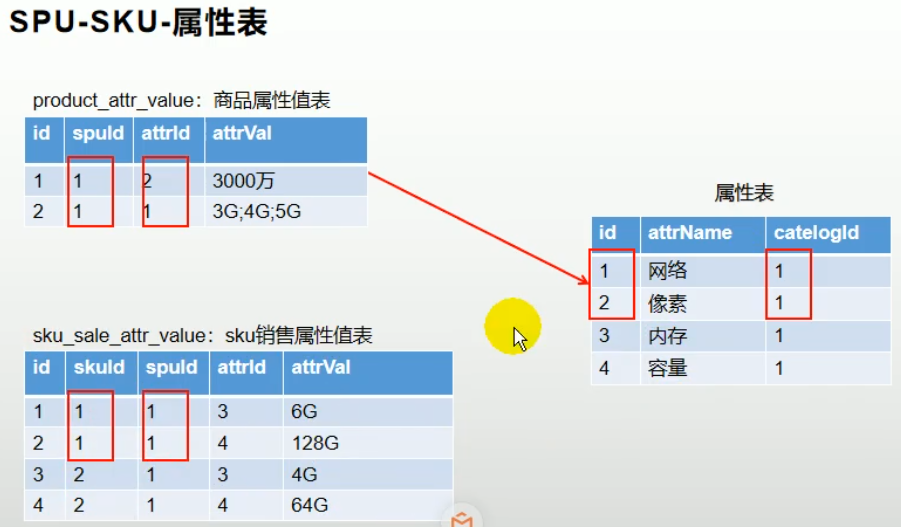 SPU-SKU-属性表
product_attr_value：商品属性值表
id spuId attrId attrVal
1 1 2 3000万
2 1 1 3G;4G;5G
属性表
id attrName catelogId
1 网络 1
2 像素 1
3 内存 1
4 容量 1
sku_sale_attr_value：sku销售属性值表
id skuId spuId attrId attrVal
1 1 1 3 6G
2 1 1 4 128G
3 2 1 3 4G
4 2 1 4 64G